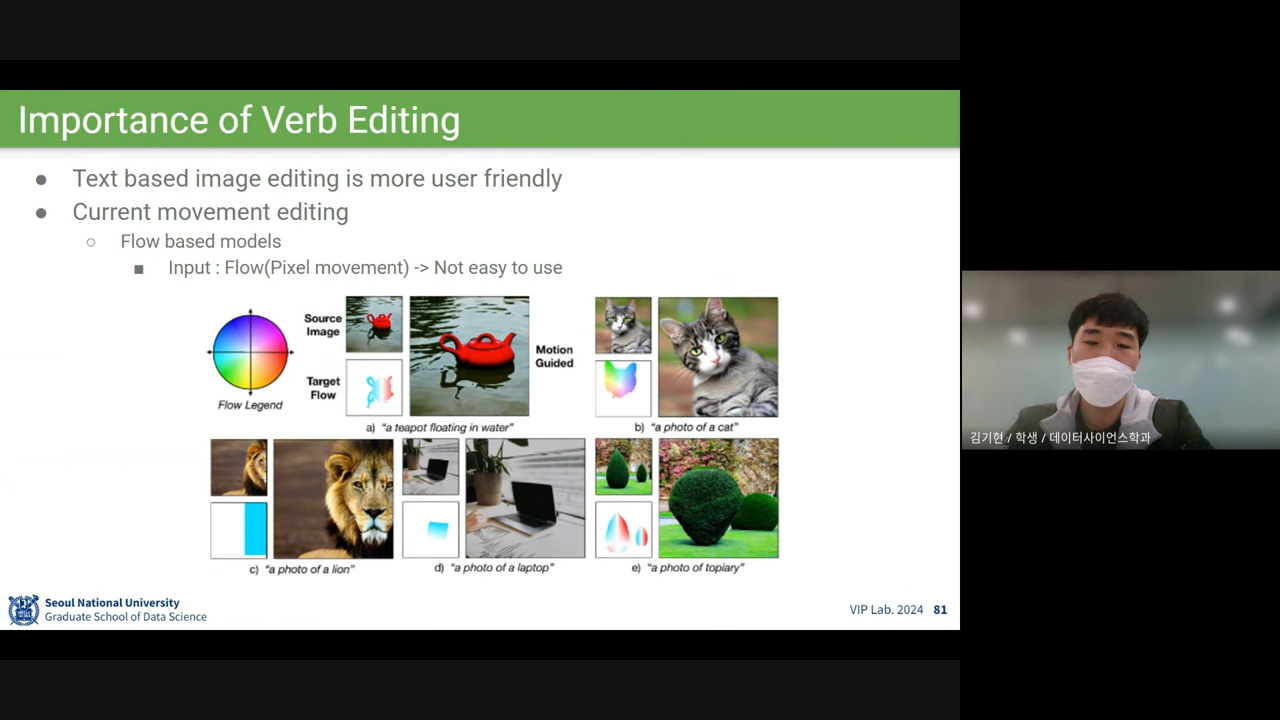 Importance of Verb Editing
● Text based image editing is more user friendly
● Current movement editing
○ Flow based models
■ Input : Flow(Pixel movement) -> Not easy to use
Source
Image
Target
Flow
Flow Legend
Motion
Guided
a) “a teapot floating in water”
b) “a photo of a cat”
c) “a photo of a lion”
d) “a photo of a laptop”
e) “a photo of topiary”
Seoul National University
Graduate School of Data Science
VIP Lab. 2024 81
김기현 / 학생 / 데이터사이언스학과